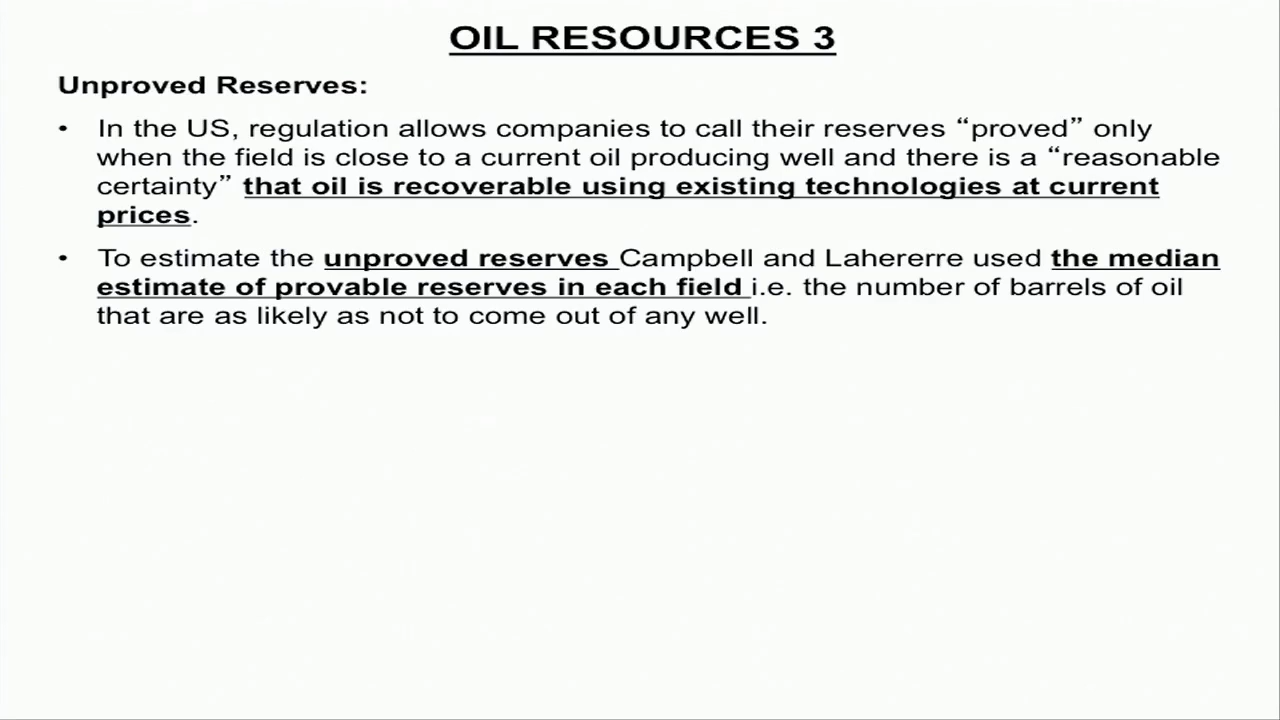 OIL RESOURCES 3
Unproved Reserves:
• In the US, regulation allows companies to call their reserves “proved” only
when the field is close to a current oil producing well and there is a “reasonable
certainty” that oil is recoverable using existing technologies at current
prices.
• To estimate the unproved reserves Campbell and Lahererre used the median
estimate of provable reserves in each field i.e. the number of barrels of oil
that are as likely as not to come out of any well.